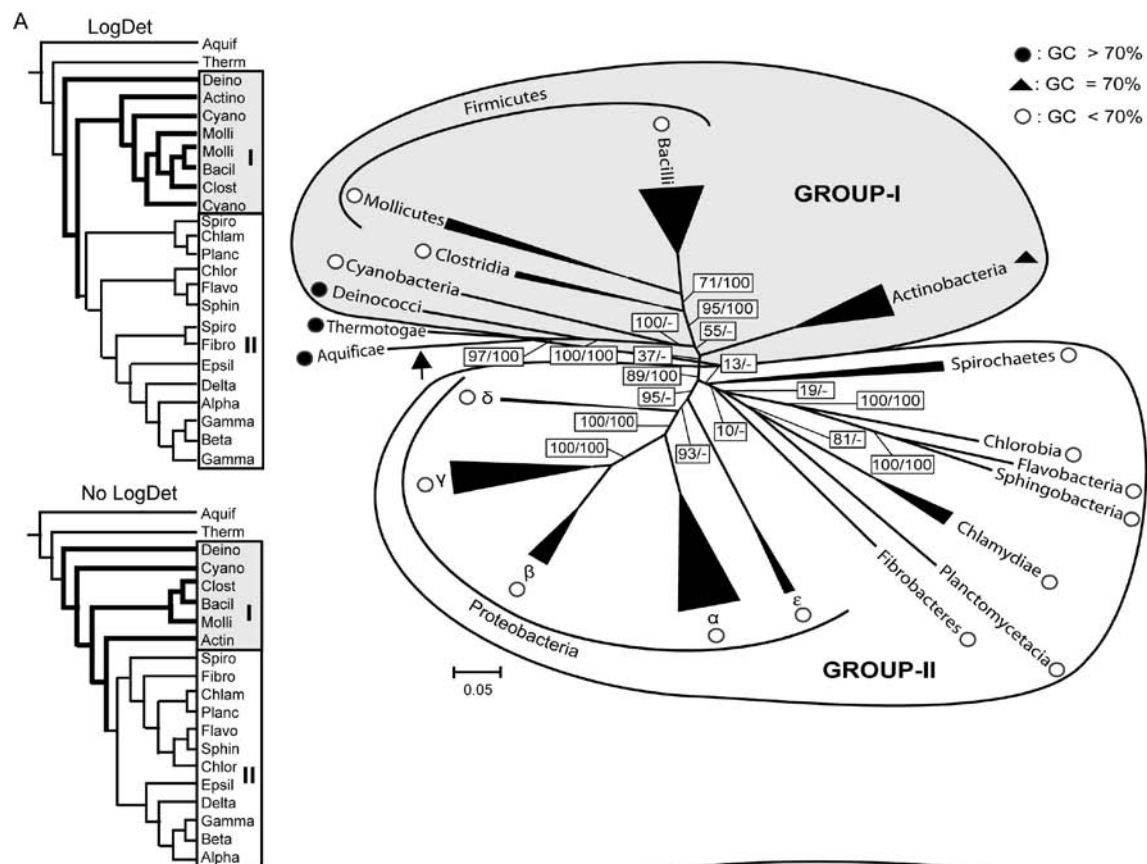 A
LogDet
Aquif
Therm
Deino
Actino
Cyano
Molli
Molli
Bacil
Clost
Cyano
I
Spiro
Chlam
Planc
Chlor
Flavo
Sphin
Spiro
Fibro
II
Epsil
Delta
Alpha
Gamma
Beta
Gamma
No LogDet
Aquif
Therm
Deino
Cyano
Clost
Bacil
Molli
Actin
I
Spiro
Fibro
Chlam
Planc
Flavo
Sphin
Chlor
Epsil
II
Delta
Gamma
Beta
Alpha
: GC > 70%
: GC = 70%
: GC < 70%
Firmicutes
Bacilli
GROUP-I
Mollicutes
Clostridia
Cyanobacteria
Deinococci
Thermotogae
Aquificae
Actinobacteria
71/100
95/100
100/-
55/-
97/100
100/100
37/-
13/-
89/100
95/-
Spirochaetes
19/-
100/100
δ
100/100
10/-
81/-
Chlorobia
100/100
93/-
100/100
Flavobacteria
Sphingobacteria
γ
Chlamydiae
β
α
ε
Fibrobacteres
Planctomycetacia
Proteobacteria
GROUP-II
0.05